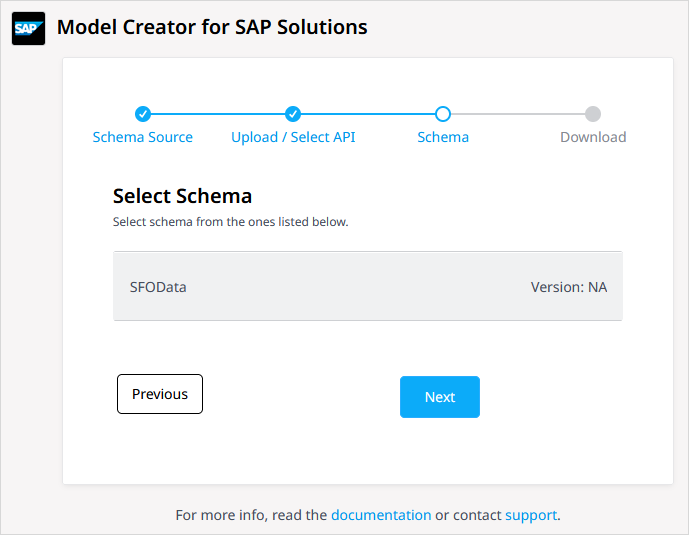 SAP Model Creator for SAP Solutions
Schema Source Upload / Select API Schema Download
Select Schema
Select schema from the ones listed below.
SFOData Version: NA
Previous Next
For more info, read the documentation or contact support.